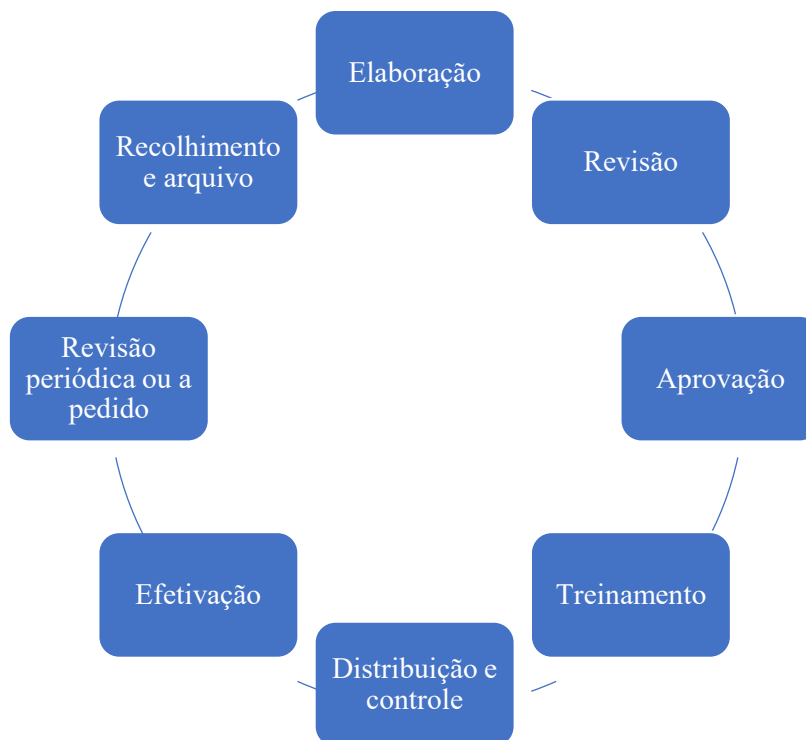 Elaboração
Revisão
Aprovação
Treinamento
Distribuição e
controle
Efetivação
Revisão
periódica ou a
pedido
Recolhimento
e arquivo